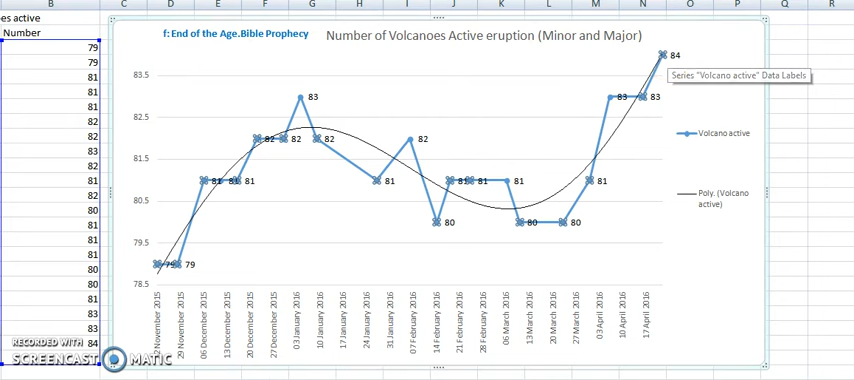 B C D E F G H I J K L M N O P Q R
es active
Number
79
79
81
81
81
82
82
83
82
81
82
80
81
81
81
80
80
81
83
83
84
f: End of the Age.Bible Prophecy
Number of Volcanoes Active eruption (Minor and Major)
83.5
82.5
81.5
80.5
79.5
78.5
79
79
81
81
81
82
82
83
82
81
82
80
81
81
81
80
80
81
83
83
84
Series "Volcano active" Data Labels
Volcano active
Poly. (Volcano
active)
November 2015
29 November 2015
06 December 2015
13 December 2015
20 December 2015
27 December 2015
03 January 2016
10 January 2016
17 January 2016
24 January 2016
31 January 2016
07 February 2016
14 February 2016
21 February 2016
28 February 2016
06 March 2016
13 March 2016
20 March 2016
27 March 2016
03 April 2016
10 April 2016
17 April 2016
RECORDED WITH
SCREENCAST MATIC